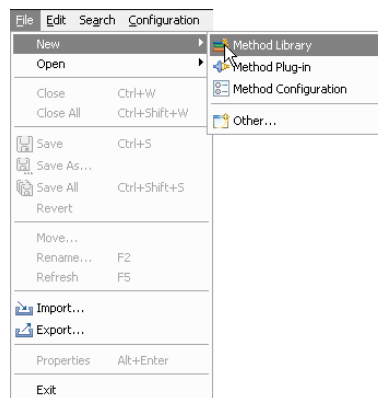 File Edit Search Configuration
New
Open
Close Ctrl+W
Close All Ctrl+Shift+W
Save Ctrl+S
Save As...
Save All Ctrl+Shift+S
Revert
Move...
Rename... F2
Refresh F5
Import...
Export...
Properties Alt+Enter
Exit
Method Library
Method Plug-in
Method Configuration
Other...